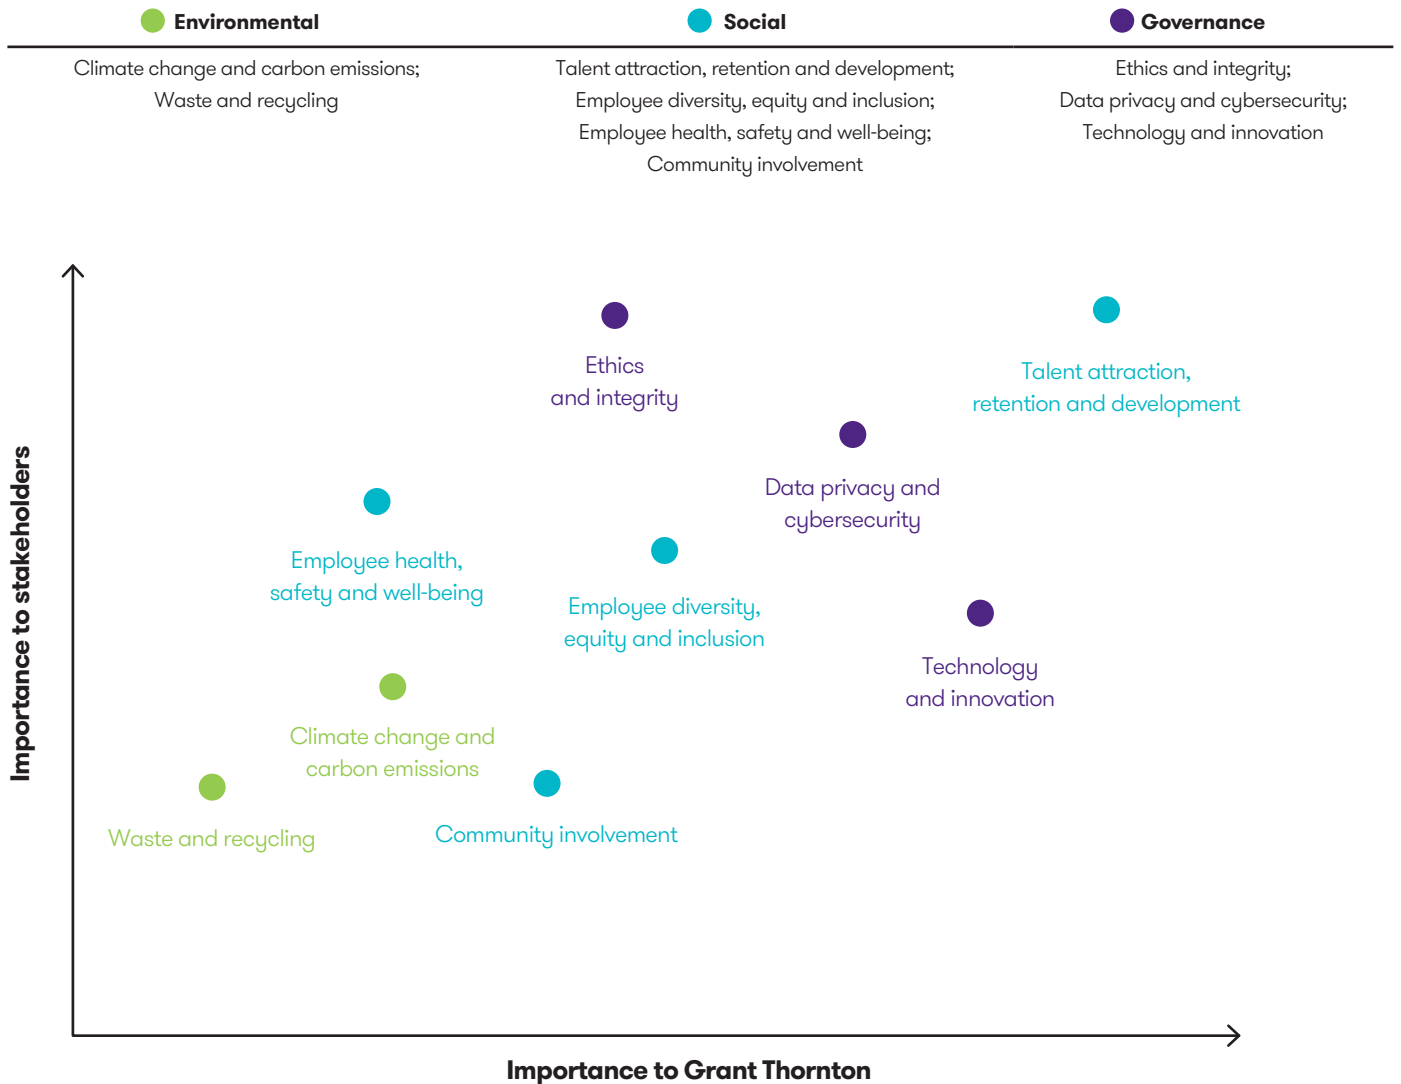 Environmental
Climate change and carbon emissions;
Waste and recycling
Social
Talent attraction, retention and development;
Employee diversity, equity and inclusion;
Employee health, safety and well-being;
Community involvement
Governance
Ethics and integrity;
Data privacy and cybersecurity;
Technology and innovation
Importance to stakeholders
Ethics
and integrity
Talent attraction,
retention and development
Data privacy and
cybersecurity
Employee health,
safety and well-being
Employee diversity,
equity and inclusion
Technology
and innovation
Climate change and
carbon emissions
Waste and recycling
Community involvement
Importance to Grant Thornton